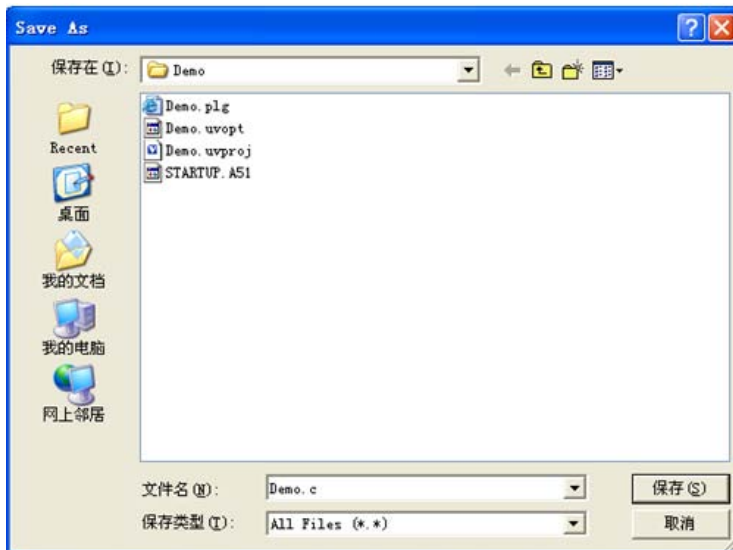 Save As
保存在(I):
Demo
Demo.plg
Demo.uvopt
Demo.uvproj
STARTUP.A51
Recent
桌面
我的文档
我的电脑
网上邻居
文件名(N):
Demo.c
保存(S)
保存类型(T):
All Files (*.*)
取消